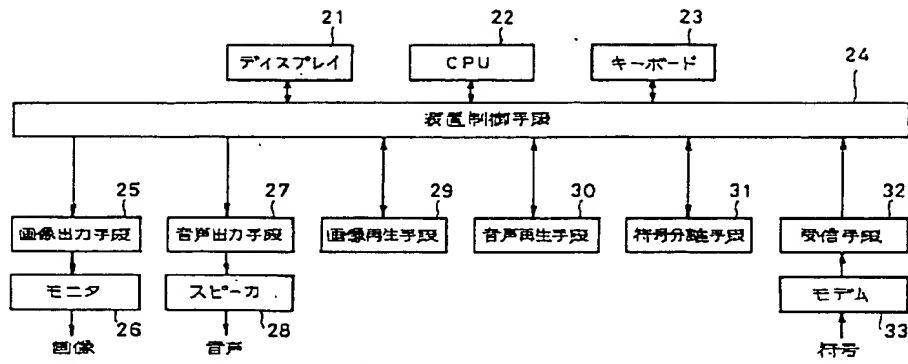 21 22 23
ディスプレイ CPU キーボード 24
装置制御手段
25 27 29 30 31 32
画像出力手段 音声出力手段 画像再生手段 音声再生手段 符号分離手段 受信手段
モニタ スピーカ モデム
26 28 33
画像 音声 符号